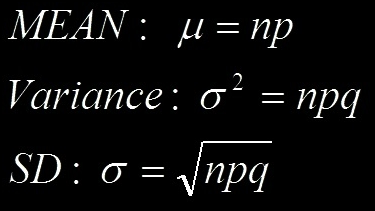 MEAN: μ = np
Variance: σ² = npq
SD: σ = √npq